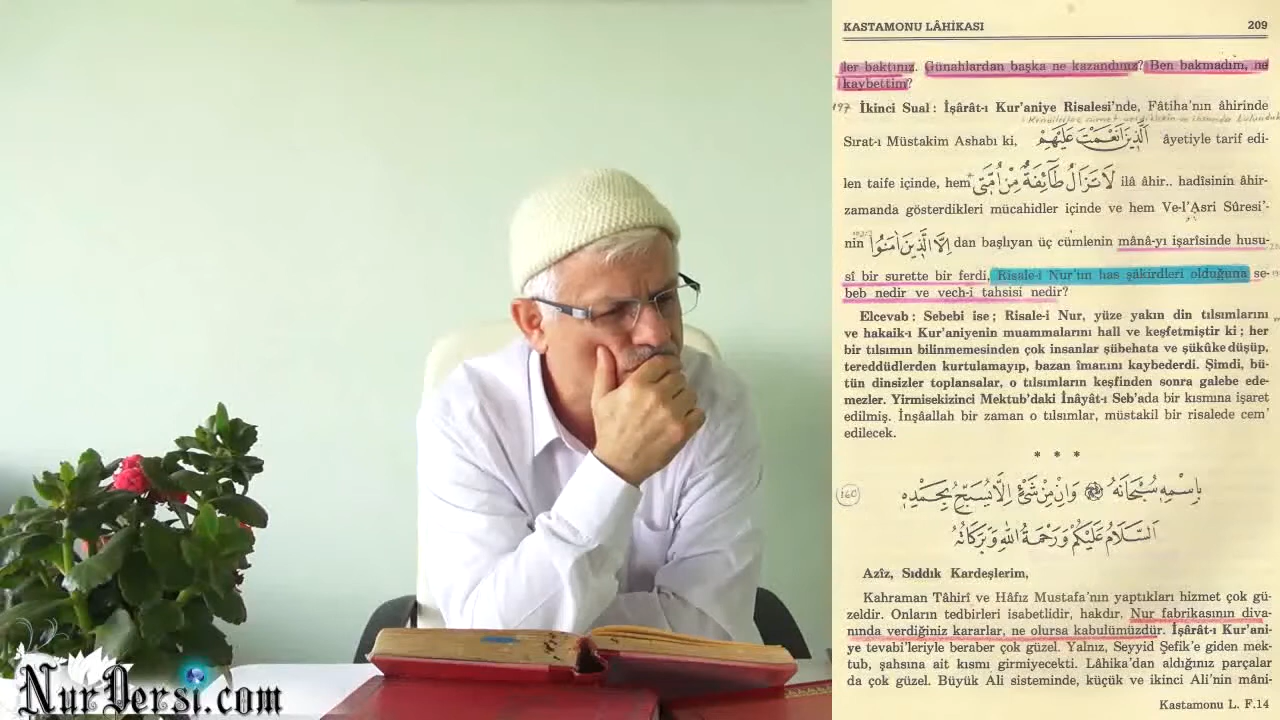 KASTAMONU LÂHİKASI 209
ler baktınız. Günahlardan başka ne kazandınız? Ben bakmadım, ne
kaybettim?
197 İkinci Sual: İşârât-ı Kur'aniye Risalesi'nde, Fâtiha'nın âhirinde
Sırat-ı Müstakim Ashabı ki, اَلَّذِينَ اَنْعَمْتَ عَلَيْهِمْ âyetiyle tarif edi-
len taife içinde, hem لَا تَزَالُ طَٓائِفَةٌ مِنْ اُمَّتِى ilâ âhir.. hadîsinin âhir-
zamanda gösterdikleri mücahidler içinde ve hem Ve-l'Asri Sûresi'-
nin اِلَّا الَّذِينَ اٰمَنُوا dan başlıyan üç cümlenin mânâ-yı işarîsinde husu-
sî bir surette bir ferdi, Risale-i Nur'un has şâkirdleri olduğuna se-
beb nedir ve vech-i tahsisi nedir?
Elcevab: Sebebi ise; Risale-i Nur, yüze yakın din tılsımlarını
ve hakaik-ı Kur'aniyenin muammalarını hall ve keşfetmiştir ki; her
bir tılsımın bilinmemesinden çok insanlar şübehata ve şükûke düşüp,
tereddüdlerden kurtulamayıp, bazan îmanını kaybederdi. Şimdi, bü-
tün dinsizler toplansalar, o tılsımların keşfinden sonra galebe ede-
mezler. Yirmisekizinci Mektub'daki İnâyât-ı Seb'ada bir kısmına işaret
edilmiş. İnşâallah bir zaman o tılsımlar, müstakil bir risalede cem'
edilecek.
* * *
160 بِاسْمِهِ سُبْحَانَهُ وَاِنْ مِنْ شَىْءٍ اِلَّا يُسَبِّحُ بِحَمْدِهِ
اَلسَّلَامُ عَلَيْكُمْ وَرَحْمَةُ اللهِ وَبَرَكَاتُهُ
Azîz, Sıddık Kardeşlerim,
Kahraman Tâhirî ve Hâfız Mustafa'nın yaptıkları hizmet çok gü-
zeldir. Onların tedbirleri isabetlidir, hakdır. Nur fabrikasının diva-
nında verdiğiniz kararlar, ne olursa kabulümüzdür. İşârât-ı Kur'ani-
ye tevabi'leriyle beraber çok güzel. Yalnız, Seyyid Şefik'e giden mek-
tub, şahsına ait kısmı girmiyecekti. Lâhika'dan aldığınız parçalar
da çok güzel. Büyük Ali sisteminde, küçük ve ikinci Ali'nin mâni-
Kastamonu L. F.14
NurDersi.com